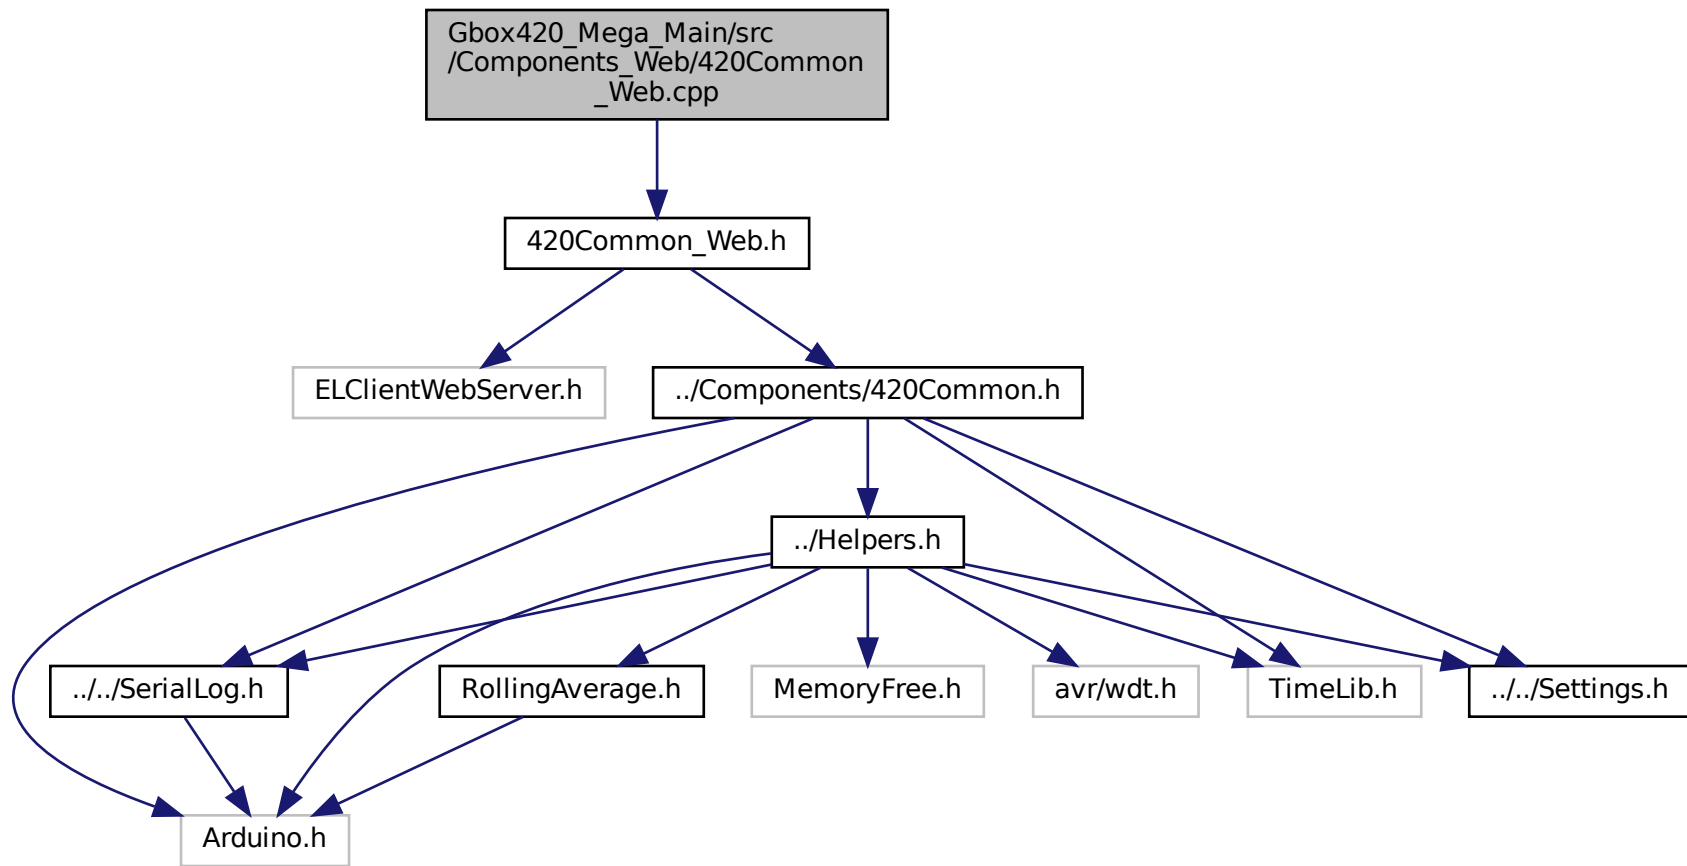 Gbox420_Mega_Main/src
/Components_Web/420Common
_Web.cpp
420Common_Web.h
ELClientWebServer.h
../Components/420Common.h
../Helpers.h
../../SerialLog.h
RollingAverage.h
MemoryFree.h
avr/wdt.h
TimeLib.h
../../Settings.h
Arduino.h